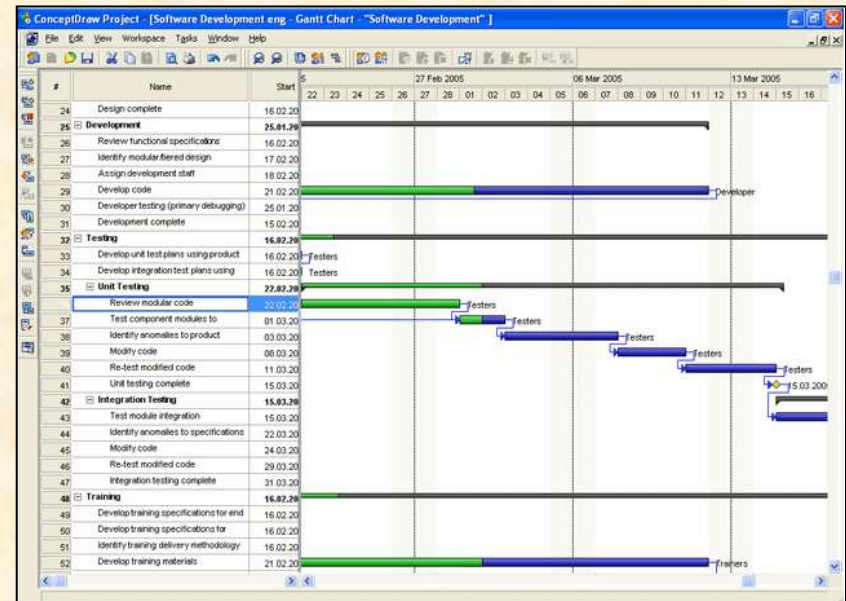 ConceptDraw Project - [Software Development eng - Gantt Chart - "Software Development" ]
File Edit View Workspace Tasks Window Help
# Name Start 27 Feb 2005 06 Mar 2005 13 Mar 2005
22 23 24 25 26 27 28 01 02 03 04 05 06 07 08 09 10 11 12 13 14 15 16
24 Design complete 16.02.20
25 Development 25.01.20
26 Review functional specifications 16.02.20
27 Identify modular/tiered design 17.02.20
28 Assign development staff 18.02.20
29 Develop code 21.02.20 Developer
30 Developer testing (primary debugging) 25.01.20
31 Development complete 15.02.20
32 Testing 16.02.20
33 Develop unit test plans using product 16.02.20 Testers
34 Develop integration test plans using 16.02.20 Testers
35 Unit Testing 22.02.20
Review modular code 22.02.20 Testers
37 Test component modules to 01.03.20 Testers
38 Identify anomalies to product 03.03.20 Testers
39 Modify code 08.03.20 Testers
40 Re-test modified code 11.03.20 Testers
41 Unit testing complete 15.03.20 15.03.200
42 Integration Testing 15.03.20
43 Test module integration 15.03.20
44 Identify anomalies to specifications 22.03.20
45 Modify code 24.03.20
46 Re-test modified code 29.03.20
47 Integration testing complete 31.03.20
48 Training 16.02.20
49 Develop training specifications for end 16.02.20
50 Develop training specifications for 16.02.20
51 Identify training delivery methodology 16.02.20
52 Develop training materials 21.02.20 Trainers